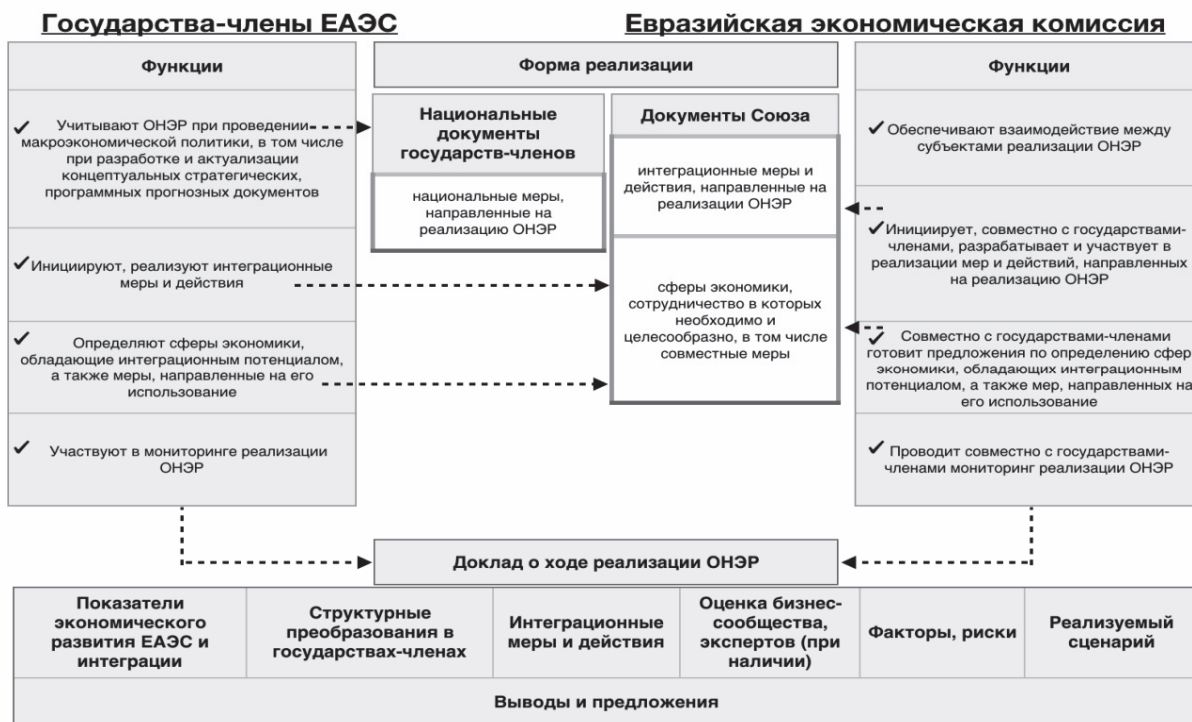 Государства-члены ЕАЭС
Евразийская экономическая комиссия
Функции
✓ Учитывают ОНЭР при проведении
макроэкономической политики, в том числе
при разработке и актуализации
концептуальных стратегических,
программных прогнозных документов
✓ Инициируют, реализуют интеграционные
меры и действия
✓ Определяют сферы экономики,
обладающие интеграционным потенциалом,
а также меры, направленные на его
использование
✓ Участвуют в мониторинге реализации
ОНЭР
Форма реализации
Национальные
документы
государств-членов
национальные меры,
направленные на
реализацию ОНЭР
Документы Союза
интеграционные меры и
действия, направленные на
реализации ОНЭР
сферы экономики,
сотрудничество в которых
необходимо и
целесообразно, в том числе
совместные меры
Функции
✓ Обеспечивают взаимодействие между
субъектами реализации ОНЭР
✓ Инициирует, совместно с государствами-
членами, разрабатывает и участвует в
реализации мер и действий, направленных
на реализацию ОНЭР
✓ Совместно с государствами-членами
готовит предложения по определению сфер
экономики, обладающих интеграционным
потенциалом, а также мер, направленных на
его использование
✓ Проводит совместно с государствами-
членами мониторинг реализации ОНЭР
Доклад о ходе реализации ОНЭР
Показатели
экономического
развития ЕАЭС и
интеграции
Структурные
преобразования в
государствах-членах
Интеграционные
меры и действия
Оценка бизнес-
сообщества,
экспертов (при
наличии)
Факторы, риски
Реализуемый
сценарий
Выводы и предложения